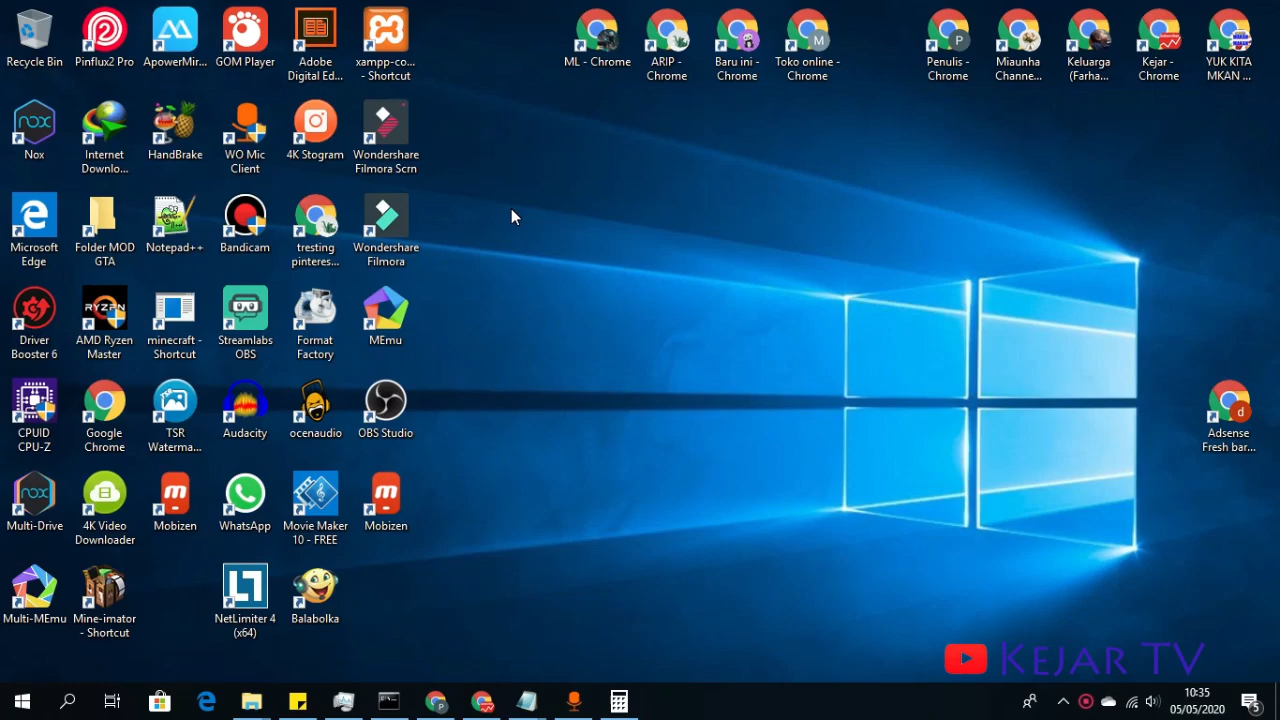 Recycle Bin
Pinflux2 Pro
ApowerMir...
GOM Player
Adobe
Digital Ed...
xampp-co...
- Shortcut
ML - Chrome
ARIP -
Chrome
Baru ini -
Chrome
Toko online -
Chrome
Penulis -
Chrome
Miaunha
Channe...
Keluarga
(Farha...
Kejar -
Chrome
YUK KITA
MKAN ...
Nox
Internet
Downlo...
HandBrake
WO Mic
Client
4K Stogram
Wondershare
Filmora Scrn
Microsoft
Edge
Folder MOD
GTA
Notepad++
Bandicam
tresting
pinteres...
Wondershare
Filmora
Driver
Booster 6
RYZEN
AMD Ryzen
Master
minecraft -
Shortcut
Streamlabs
OBS
Format
Factory
MEmu
CPUID
CPU-Z
Google
Chrome
TSR
Waterma...
Audacity
ocenaudio
OBS Studio
d
Adsense
Fresh bar...
Multi-Drive
4K Video
Downloader
Mobizen
WhatsApp
Movie Maker
10 - FREE
Mobizen
Multi-MEmu
Mine-imator
- Shortcut
NetLimiter 4
(x64)
Balabolka
Kejar TV
10:35
05/05/2020